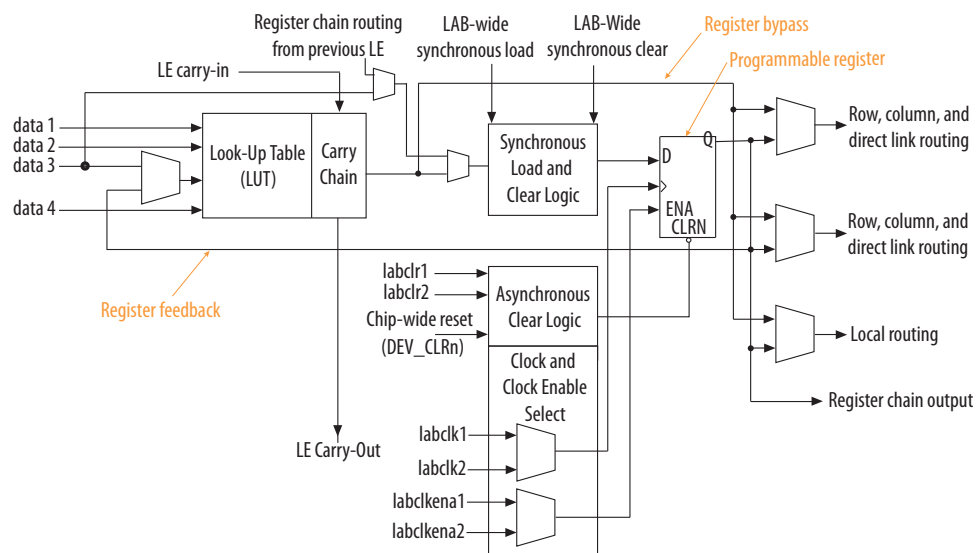 Register chain routing
from previous LE
LAB-wide
synchronous load
LAB-Wide
synchronous clear
Register bypass
Programmable register
LE carry-in
data 1
data 2
data 3
data 4
Look-Up Table
(LUT)
Carry
Chain
Synchronous
Load and
Clear Logic
D
Q
ENA
CLRN
Row, column, and
direct link routing
Row, column, and
direct link routing
Local routing
Register chain output
Register feedback
labclr1
labclr2
Chip-wide reset
(DEV_CLRn)
Asynchronous
Clear Logic
Clock and
Clock Enable
Select
LE Carry-Out
labclk1
labclk2
labclkena1
labclkena2